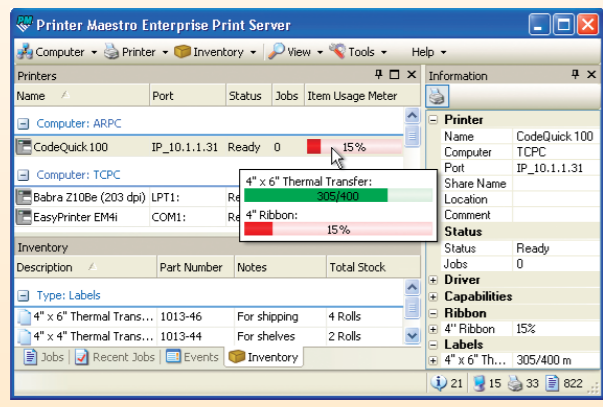 Printer Maestro Enterprise Print Server
Computer Printer Inventory View Tools Help
Printers
Name Port Status Jobs Item Usage Meter
Computer: ARPC
CodeQuick 100 IP_10.1.1.31 Ready 0 15%
Computer: TCPC
Babra Z10Be (203 dpi) LPT1: Re
EasyPrinter EM4i COM1: Re
4" x 6" Thermal Transfer:
305/400
4" Ribbon:
15%
Inventory
Description Part Number Notes Total Stock
Type: Labels
4" x 6" Thermal Trans... 1013-46 For shipping 4 Rolls
4" x 4" Thermal Trans... 1013-44 For shelves 2 Rolls
Jobs Recent Jobs Events Inventory
Information
Printer
Name CodeQuick 100
Computer TCPC
Port IP_10.1.1.31
Share Name
Location
Comment
Status
Status Ready
Jobs 0
Driver
Capabilities
Ribbon
4" Ribbon 15%
Labels
4" x 6" Th... 305/400 m
21 15 33 822